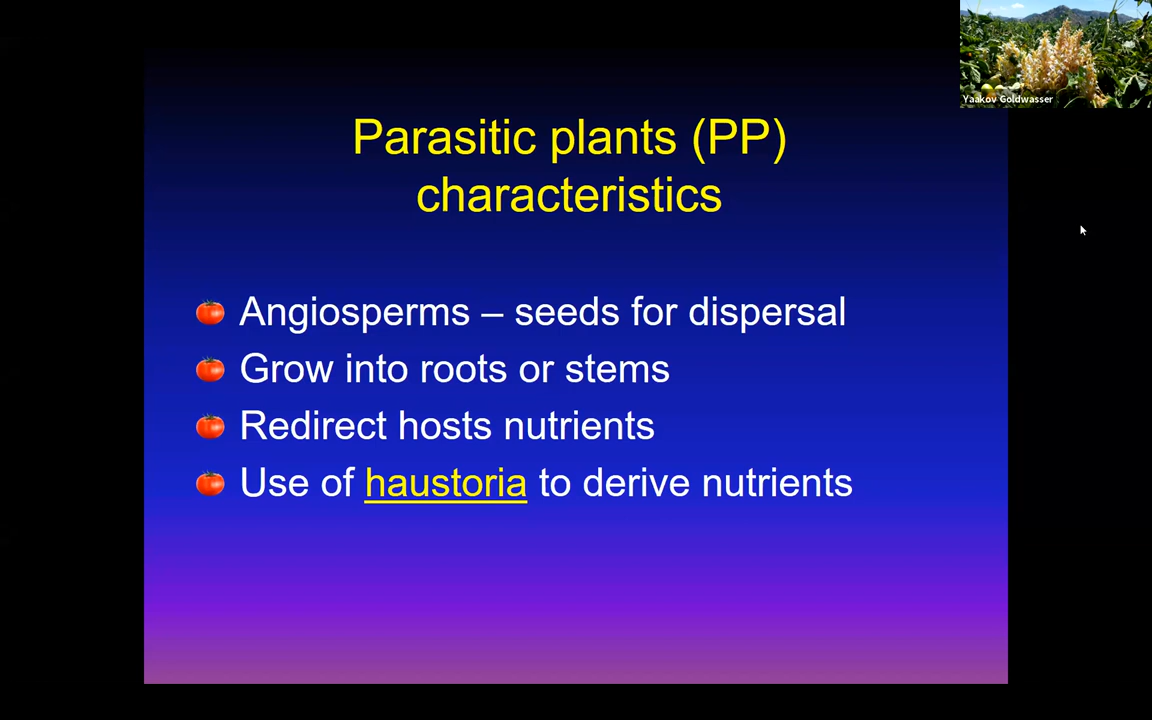 Yaakov Goldwasser
Parasitic plants (PP)
characteristics
Angiosperms – seeds for dispersal
Grow into roots or stems
Redirect hosts nutrients
Use of haustoria to derive nutrients